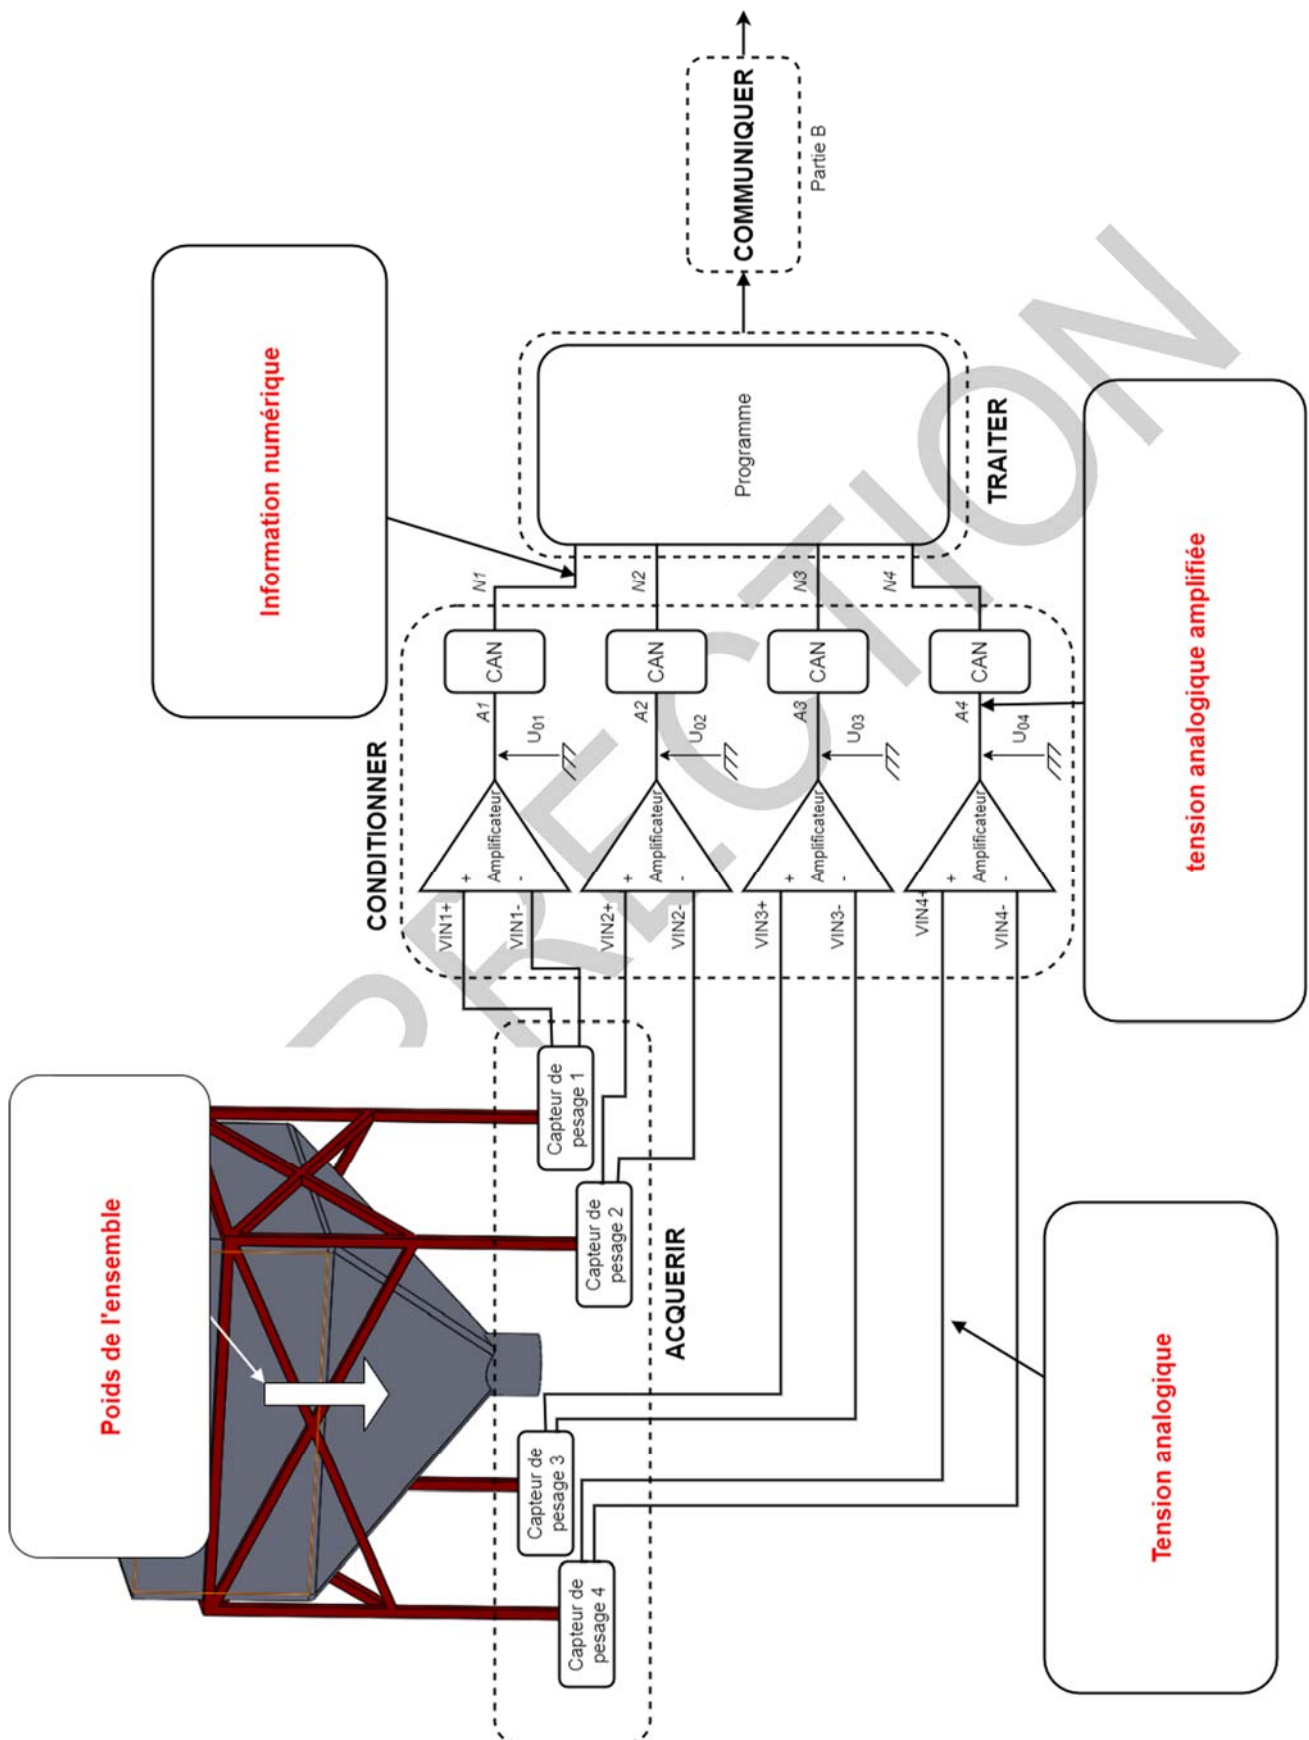 Poids de l'ensemble
Capteur de
pesage 4
Capteur de
pesage 3
Capteur de
pesage 2
Capteur de
pesage 1
ACQUERIR
Tension analogique
CONDITIONNER
VIN1+
VIN1-
VIN2+
VIN2-
VIN3+
VIN3-
VIN4+
VIN4-
+
Amplificateur
-
+
Amplificateur
-
+
Amplificateur
-
+
Amplificateur
-
U01
U02
U03
U04
A1
A2
A3
A4
CAN
CAN
CAN
CAN
N1
N2
N3
N4
Information numérique
tension analogique amplifiée
Programme
TRAITER
COMMUNIQUER
Partie B
RRECTION